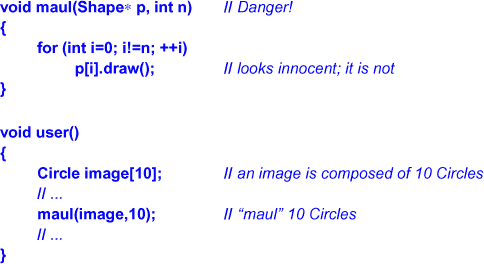 void maul(Shape∗ p, int n) // Danger!
{
for (int i=0; i!=n; ++i)
p[i].draw(); // looks innocent; it is not
}
void user()
{
Circle image[10]; // an image is composed of 10 Circles
// ...
maul(image,10); // “maul” 10 Circles
// ...
}